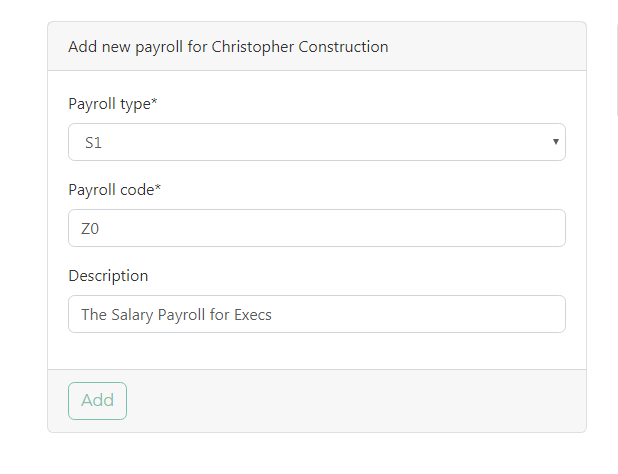 Add new payroll for Christopher Construction
Payroll type*
S1
Payroll code*
Z0
Description
The Salary Payroll for Execs
Add